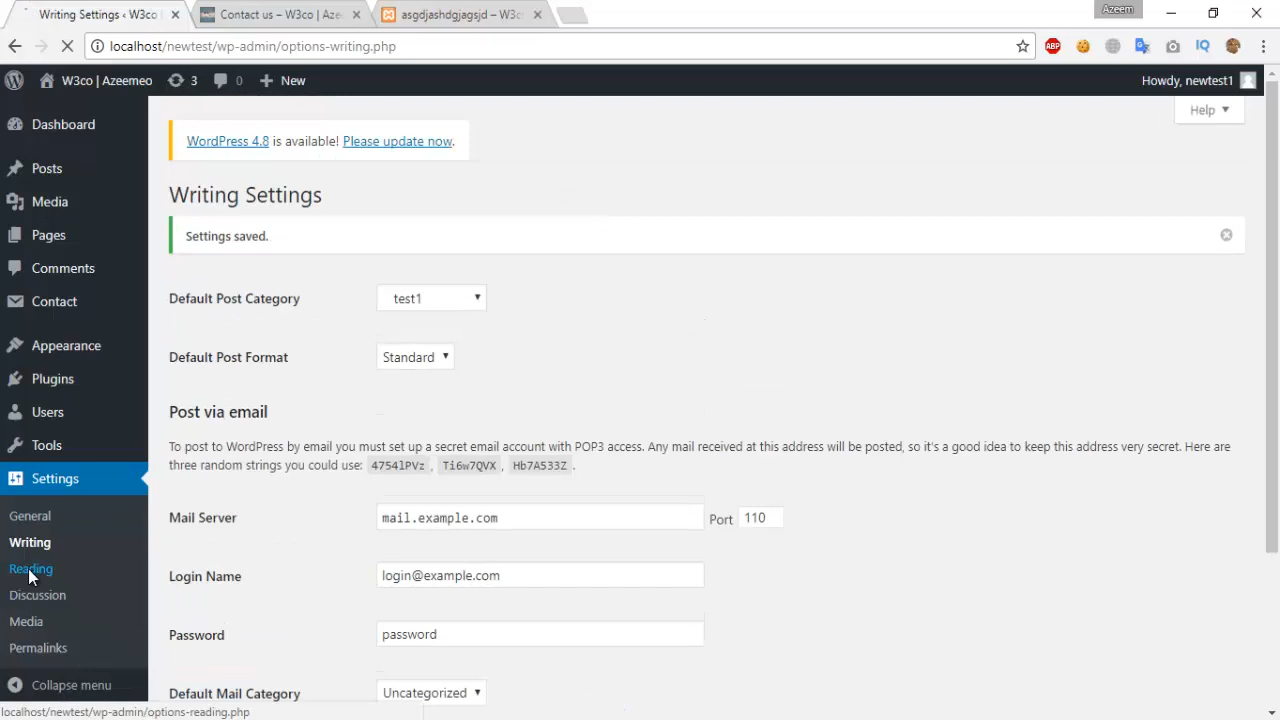 Writing Settings ‹ W3co |
Contact us – W3co | Azee
asgdjashdgjagsjd – W3c
Azeem
localhost/newtest/wp-admin/options-writing.php
ABP
IQ
W3co | Azeemeo
3
0
New
Howdy, newtest1
Help
Dashboard
Posts
Media
Pages
Comments
Contact
Appearance
Plugins
Users
Tools
Settings
General
Writing
Reading
Discussion
Media
Permalinks
Collapse menu
WordPress 4.8 is available! Please update now.
Writing Settings
Settings saved.
Default Post Category
test1
Default Post Format
Standard
Post via email
To post to WordPress by email you must set up a secret email account with POP3 access. Any mail received at this address will be posted, so it's a good idea to keep this address very secret. Here are
three random strings you could use: 4754lPVz , Ti6w7QVX , Hb7A533Z .
Mail Server
mail.example.com
Port
110
Login Name
login@example.com
Password
password
Default Mail Category
Uncategorized
localhost/newtest/wp-admin/options-reading.php